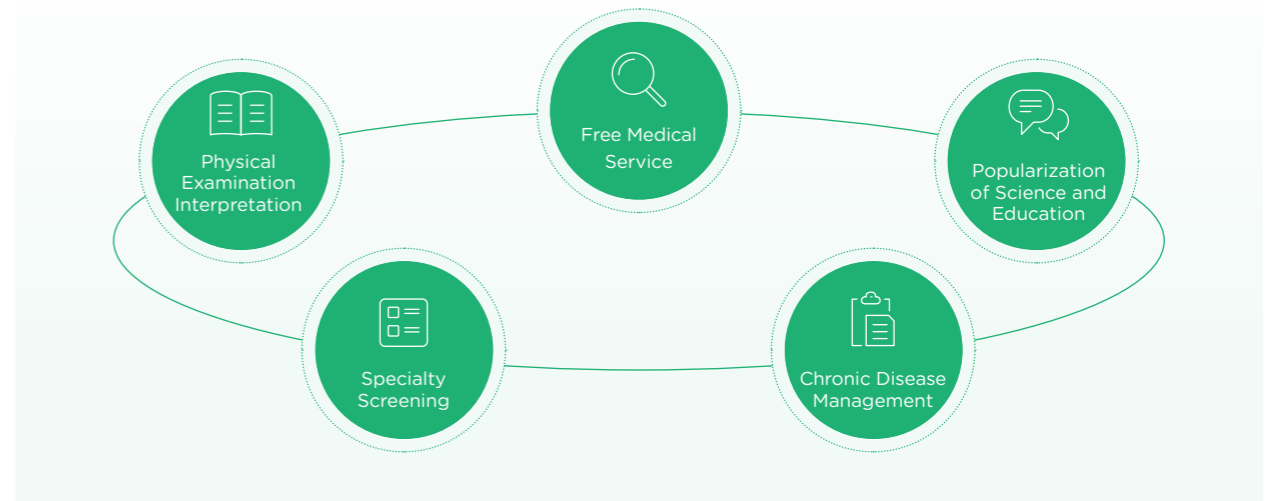 Free Medical
Service
Physical
Examination
Interpretation
Popularization
of Science and
Education
Specialty
Screening
Chronic Disease
Management